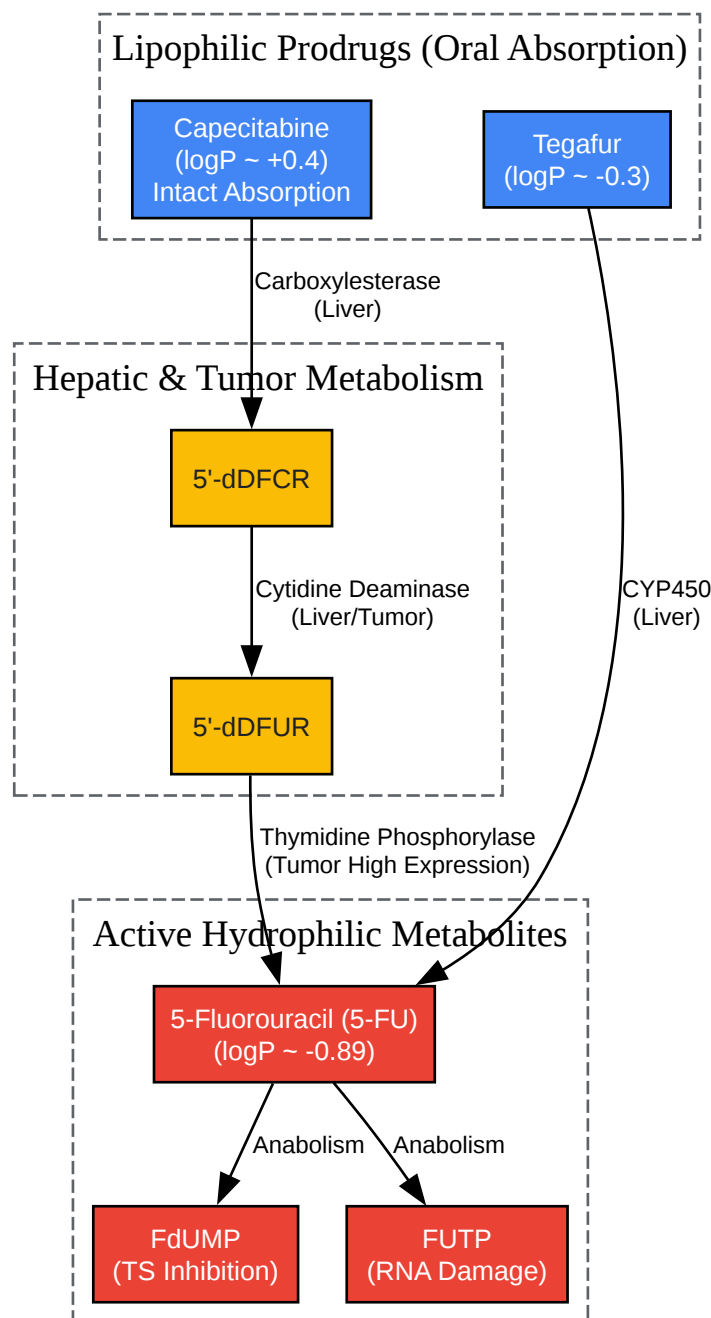 Lipophilic Prodrugs (Oral Absorption)
Capecitabine
(logP ~ +0.4)
Intact Absorption
Tegafur
(logP ~ -0.3)
Carboxylesterase
(Liver)
Hepatic & Tumor Metabolism
5'-dDFCR
Cytidine Deaminase
(Liver/Tumor)
CYP450
(Liver)
5'-dDFUR
Thymidine Phosphorylase
(Tumor High Expression)
Active Hydrophilic Metabolites
5-Fluorouracil (5-FU)
(logP ~ -0.89)
Anabolism
Anabolism
FdUMP
(TS Inhibition)
FUTP
(RNA Damage)